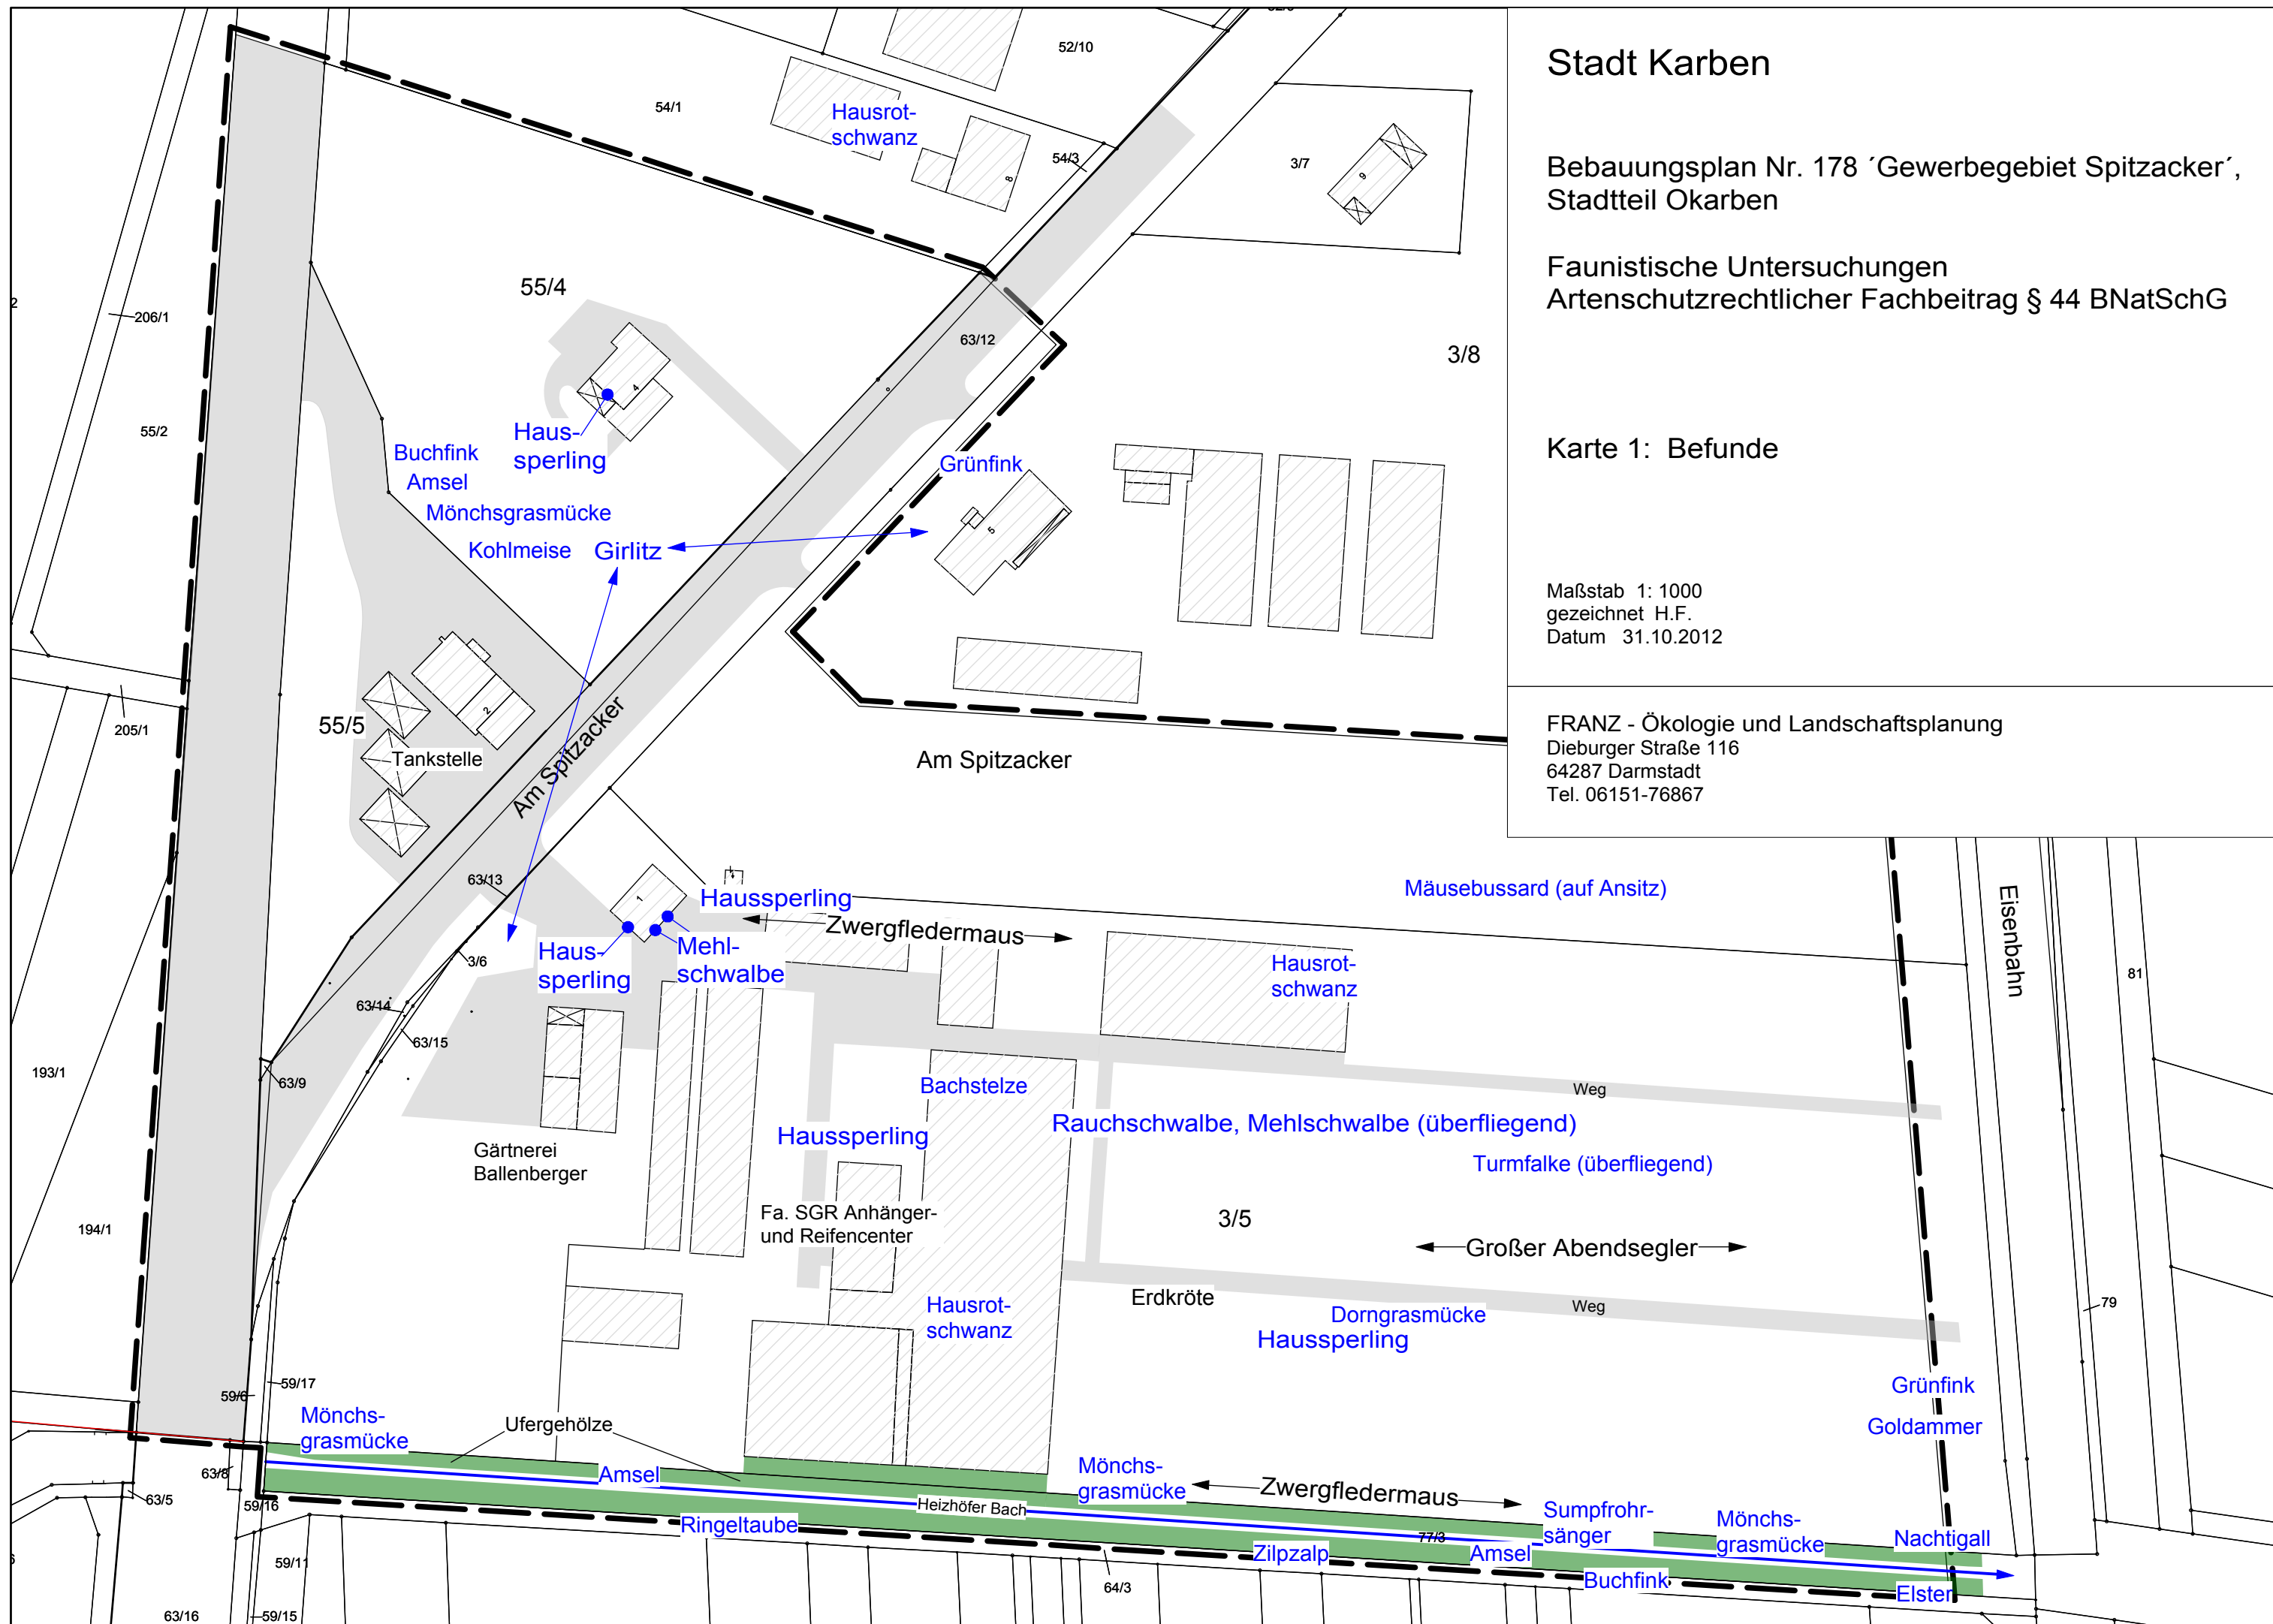 Stadt Karben
Bebauungsplan Nr. 178 ´Gewerbegebiet Spitzacker´,
Stadtteil Okarben
Faunistische Untersuchungen
Artenschutzrechtlicher Fachbeitrag § 44 BNatSchG
Karte 1: Befunde
Maßstab 1: 1000
gezeichnet H.F.
Datum 31.10.2012
FRANZ - Ökologie und Landschaftsplanung
Dieburger Straße 116
64287 Darmstadt
Tel. 06151-76867
52/10
54/1
Hausrot-
schwanz
54/3
8
3/7
9
55/4
206/1
63/12
3/8
55/2
4
Haus-
sperling
Buchfink
Amsel
Mönchsgrasmücke
Kohlmeise
Girlitz
Grünfink
5
205/1
55/5
2
Tankstelle
Am Spitzacker
Am Spitzacker
63/13
1
Haussperling
Zwergfledermaus
Mäusebussard (auf Ansitz)
Eisenbahn
Haus-
sperling
Mehl-
schwalbe
3/6
Hausrot-
schwanz
81
63/14
63/15
193/1
63/9
Bachstelze
Weg
Rauchschwalbe, Mehlschwalbe (überfliegend)
Haussperling
Gärtnerei
Ballenberger
Turmfalke (überfliegend)
194/1
Fa. SGR Anhänger-
und Reifencenter
3/5
Großer Abendsegler
Erdkröte
Hausrot-
schwanz
Dorngrasmücke
Weg
Haussperling
79
59/6
59/17
Grünfink
Goldammer
Mönchs-
grasmücke
Ufergehölze
63/8
63/5
59/16
Amsel
Mönchs-
grasmücke
Zwergfledermaus
Heizhöfer Bach
Ringeltaube
Sumpfrohr-
sänger
Mönchs-
grasmücke
Nachtigall
77/3
Zilpzalp
Amsel
Buchfink
Elster
59/11
64/3
63/16
59/15